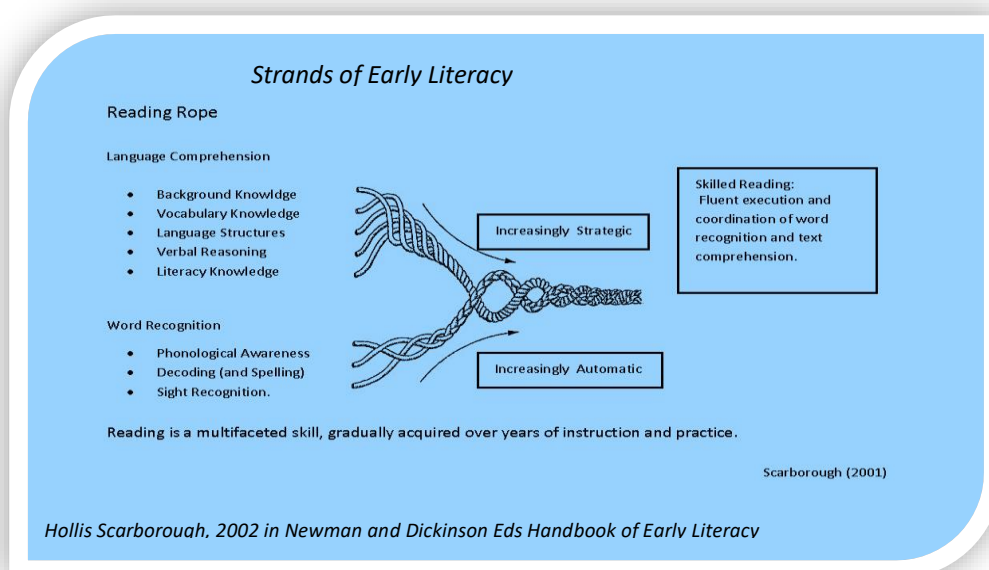 Strands of Early Literacy
Reading Rope
Language Comprehension
• Background Knowldge
• Vocabulary Knowledge
• Language Structures
• Verbal Reasoning
• Literacy Knowledge
Increasingly Strategic
Skilled Reading:
Fluent execution and
coordination of word
recognition and text
comprehension.
Word Recognition
• Phonological Awareness
• Decoding (and Spelling)
• Sight Recognition.
Increasingly Automatic
Reading is a multifaceted skill, gradually acquired over years of instruction and practice.
Scarborough (2001)
Hollis Scarborough, 2002 in Newman and Dickinson Eds Handbook of Early Literacy